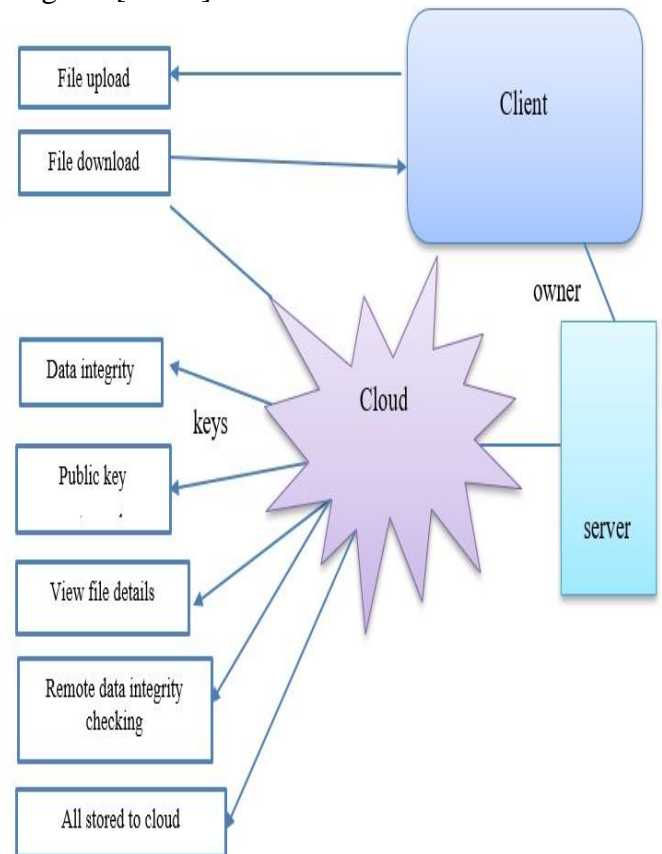 File upload
Client
File download
owner
Data integrity
Cloud
keys
Public key
server
View file details
Remote data integrity
checking
All stored to cloud